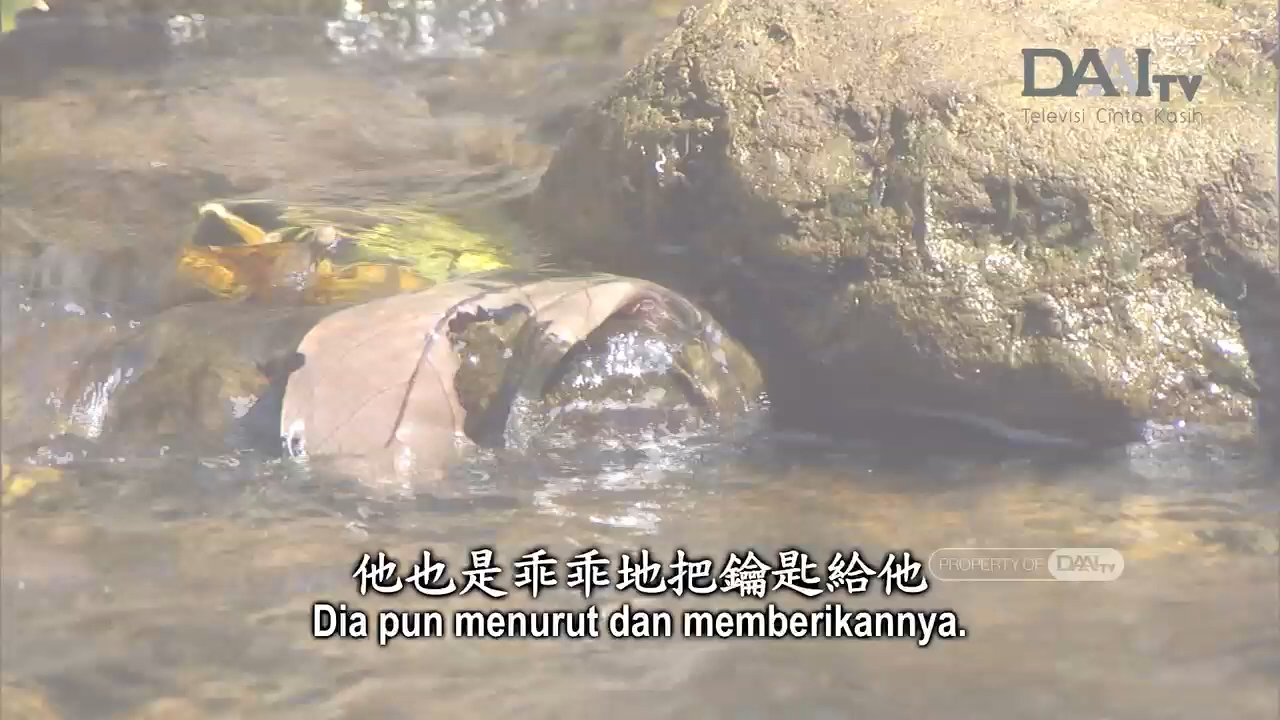 DAAI TV
Televisi Cinta Kasih
他也是乖乖地把鑰匙給他
PROPERTY OF DAAI TV
Dia pun menurut dan memberikannya.